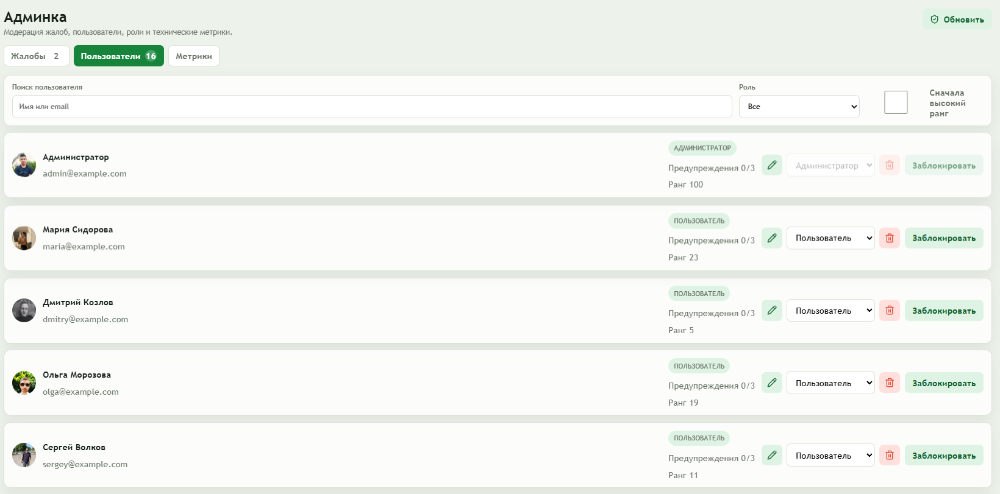 Админка
Модерация жалоб, пользователи, роли и технические метрики.
Обновить
Жалобы 2
Пользователи 16
Метрики
Поиск пользователя
Имя или email
Роль
Все
Сначала
высокий
ранг
Администратор
admin@example.com
АДМИНИСТРАТОР
Предупреждения 0/3
Ранг 100
Администратор
Заблокировать
Мария Сидорова
maria@example.com
ПОЛЬЗОВАТЕЛЬ
Предупреждения 0/3
Ранг 23
Пользователь
Заблокировать
Дмитрий Козлов
dmitry@example.com
ПОЛЬЗОВАТЕЛЬ
Предупреждения 0/3
Ранг 5
Пользователь
Заблокировать
Ольга Морозова
olga@example.com
ПОЛЬЗОВАТЕЛЬ
Предупреждения 0/3
Ранг 19
Пользователь
Заблокировать
Сергей Волков
sergey@example.com
ПОЛЬЗОВАТЕЛЬ
Предупреждения 0/3
Ранг 11
Пользователь
Заблокировать